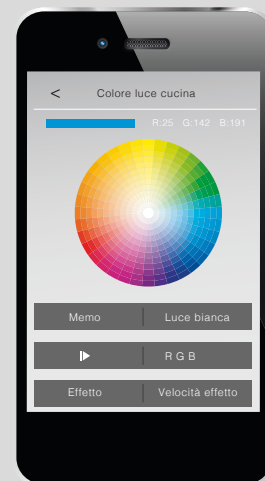 < Colore luce cucina
R:25 G:142 B:191
Memo Luce bianca
R G B
Effetto Velocità effetto